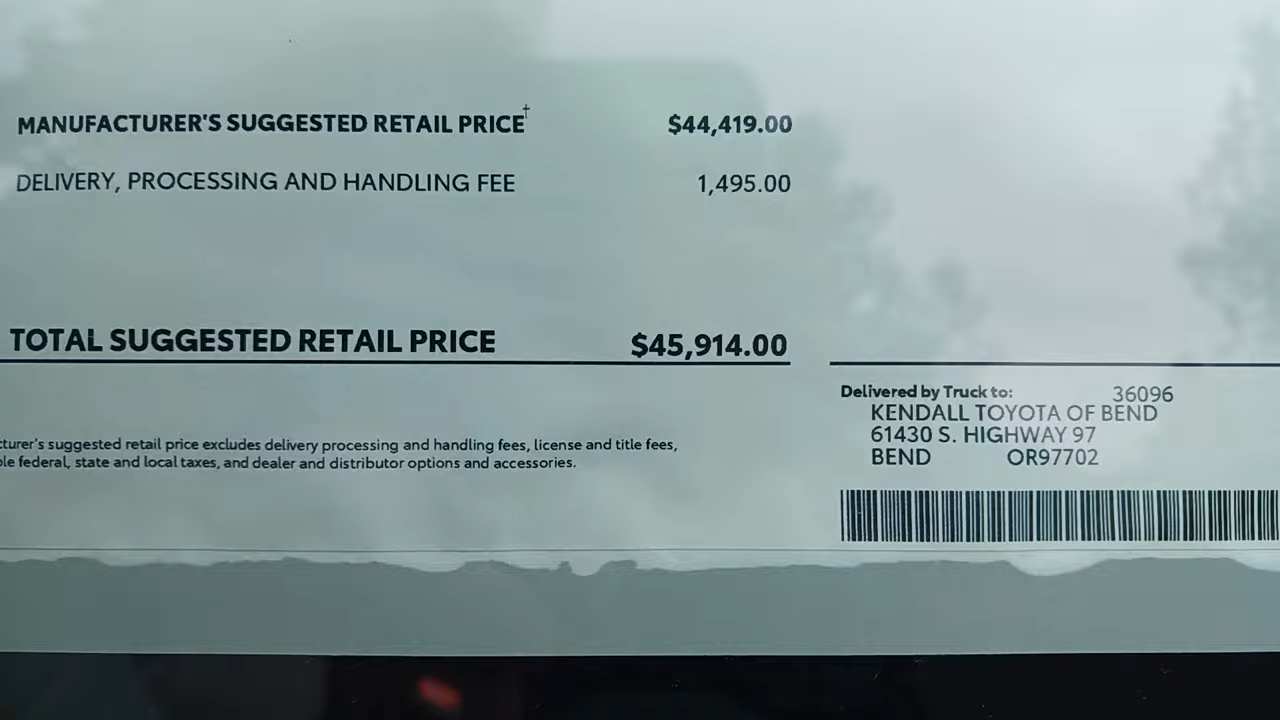 MANUFACTURER'S SUGGESTED RETAIL PRICE† $44,419.00
DELIVERY, PROCESSING AND HANDLING FEE 1,495.00
TOTAL SUGGESTED RETAIL PRICE $45,914.00
Delivered by Truck to: 36096
KENDALL TOYOTA OF BEND
61430 S. HIGHWAY 97
BEND OR97702
suggested retail price excludes delivery processing and handling fees, license and title fees,
federal, state and local taxes, and dealer and distributor options and accessories.